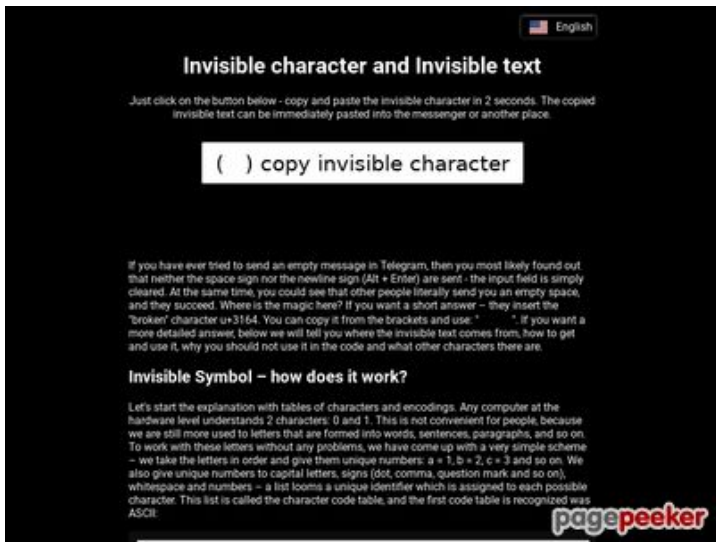 English
Invisible character and Invisible text
Just click on the button below - copy and paste the invisible character in 2 seconds. The copied
invisible text can be immediately pasted into the messenger or another place.
(ㅤ) copy invisible character
If you have ever tried to send an empty message in Telegram, then you most likely found out
that neither the space sign nor the newline sign (Alt + Enter) are sent - the input field is simply
cleared. At the same time, you could see that other people literally send you an empty space,
and they succeed. Where is the magic here? If you want a short answer – they insert the
"broken" character u+3164. You can copy it from the brackets and use: "ㅤ". If you want a
more detailed answer, below we will tell you where the invisible text comes from, how to get
and use it, why you should not use it in the code and what other characters there are.
Invisible Symbol – how does it work?
Let's start the explanation with tables of characters and encodings. Any computer at the
hardware level understands 2 characters: 0 and 1. This is not convenient for people, because
we are still more used to letters that are formed into words, sentences, paragraphs, and so on.
To work with these letters without any problems, we have come up with a very simple scheme
– we take the letters in order and give them unique numbers: a = 1, b = 2, c = 3 and so on. We
also give unique numbers to capital letters, signs (dot, comma, question mark and so on),
whitespace and numbers – a list looms a unique identifier which is assigned to each possible
character. This list is called the character code table, and the first code table is recognized was
ASCII:
pagepeeker